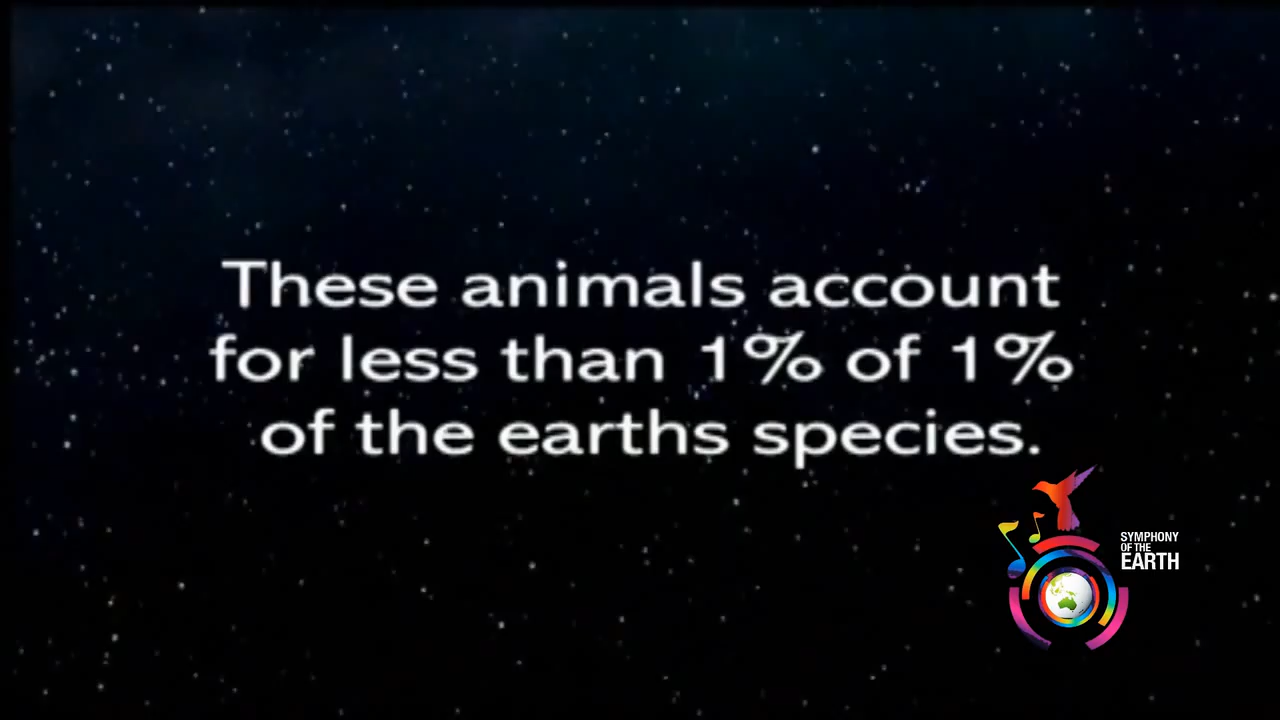 These animals account
for less than 1% of 1%
of the earths species.
SYMPHONY
OF THE
EARTH